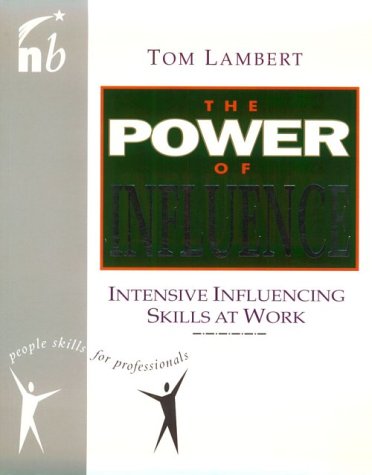 nb
TOM LAMBERT
THE
POWER
OF
INFLUENCE
INTENSIVE INFLUENCING
SKILLS AT WORK
people skills for professionals